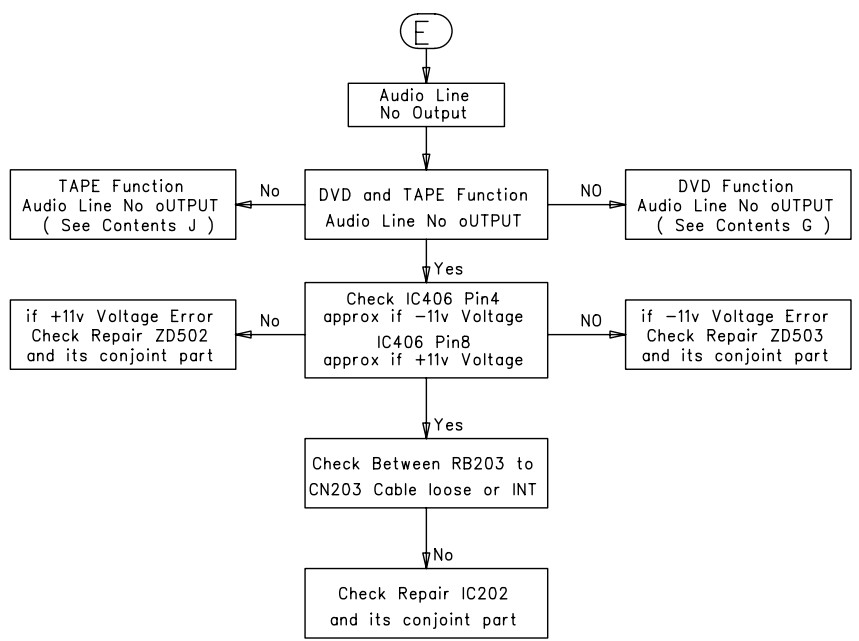 E
Audio Line
No Output
TAPE Function
Audio Line No oUTPUT
( See Contents J )
No
DVD and TAPE Function
Audio Line No oUTPUT
NO
DVD Function
Audio Line No oUTPUT
( See Contents G )
Yes
if +11v Voltage Error
Check Repair ZD502
and its conjoint part
No
Check IC406 Pin4
approx if -11v Voltage
IC406 Pin8
approx if +11v Voltage
NO
if -11v Voltage Error
Check Repair ZD503
and its conjoint part
Yes
Check Between RB203 to
CN203 Cable loose or INT
No
Check Repair IC202
and its conjoint part